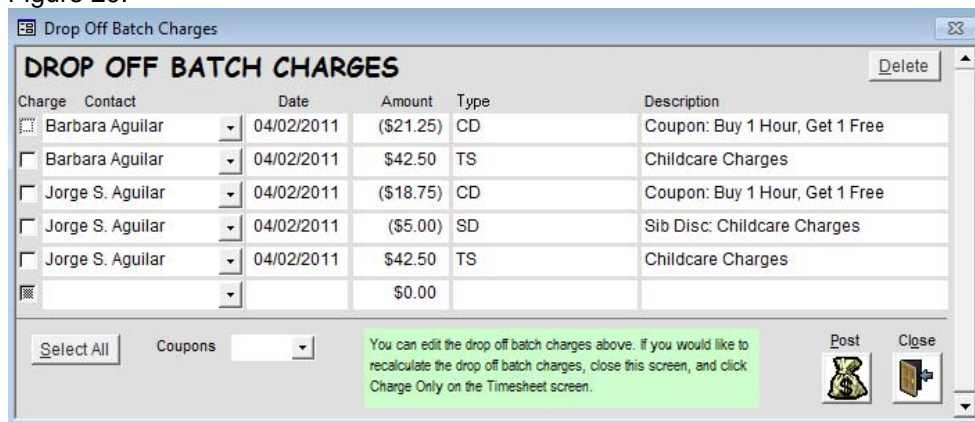 Drop Off Batch Charges
DROP OFF BATCH CHARGES
Delete
Charge Contact Date Amount Type Description
Barbara Aguilar 04/02/2011 ($21.25) CD Coupon: Buy 1 Hour, Get 1 Free
Barbara Aguilar 04/02/2011 $42.50 TS Childcare Charges
Jorge S. Aguilar 04/02/2011 ($18.75) CD Coupon: Buy 1 Hour, Get 1 Free
Jorge S. Aguilar 04/02/2011 ($5.00) SD Sib Disc: Childcare Charges
Jorge S. Aguilar 04/02/2011 $42.50 TS Childcare Charges
$0.00
Select All Coupons
You can edit the drop off batch charges above. If you would like to
recalculate the drop off batch charges, close this screen, and click
Charge Only on the Timesheet screen.
Post Close